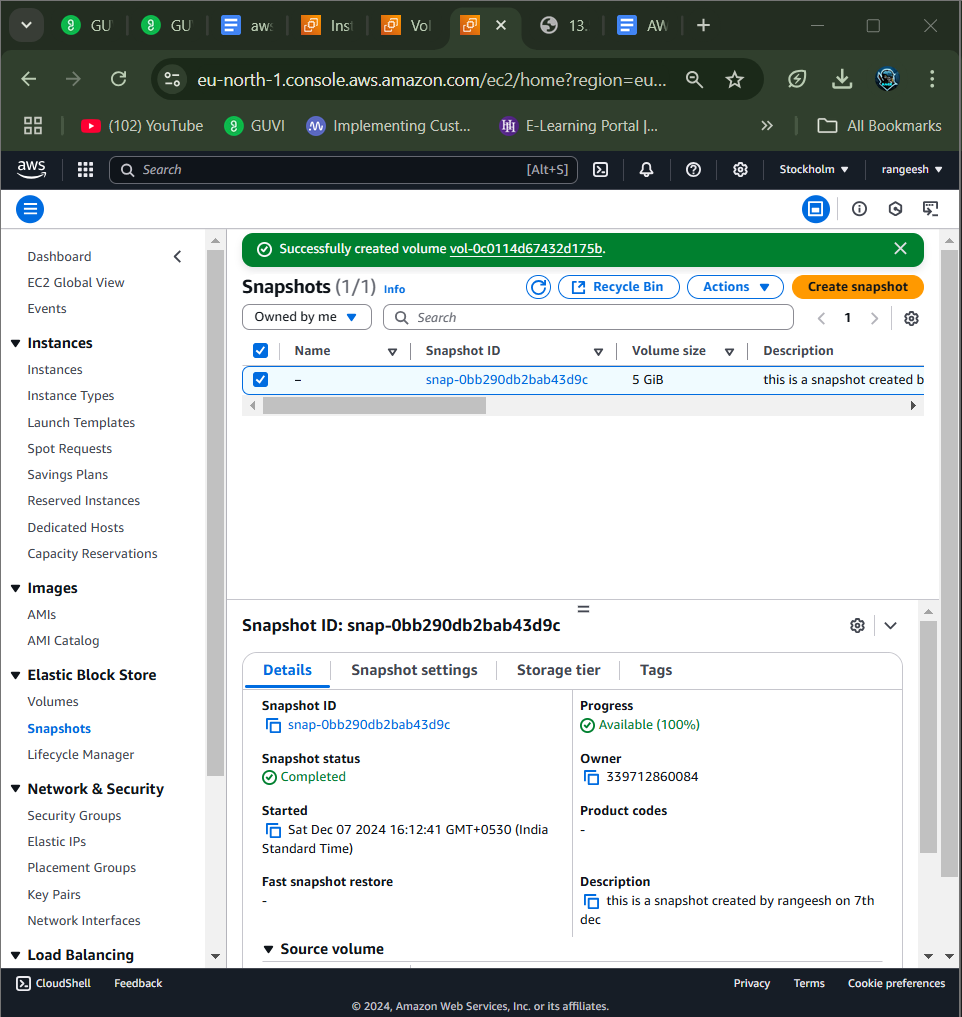 GU
GU
aws
Inst
Vol
13.
AW
eu-north-1.console.aws.amazon.com/ec2/home?region=eu...
(102) YouTube
GUVI
Implementing Cust...
E-Learning Portal |...
All Bookmarks
aws
Search
[Alt+S]
Stockholm
rangeesh
Dashboard
EC2 Global View
Events
Instances
Instances
Instance Types
Launch Templates
Spot Requests
Savings Plans
Reserved Instances
Dedicated Hosts
Capacity Reservations
Images
AMIs
AMI Catalog
Elastic Block Store
Volumes
Snapshots
Lifecycle Manager
Network & Security
Security Groups
Elastic IPs
Placement Groups
Key Pairs
Network Interfaces
Load Balancing
Successfully created volume vol-0c0114d67432d175b.
Snapshots (1/1) Info
Recycle Bin
Actions
Create snapshot
Owned by me
Search
1
Name
Snapshot ID
Volume size
Description
–
snap-0bb290db2bab43d9c
5 GiB
this is a snapshot created b
Snapshot ID: snap-0bb290db2bab43d9c
Details
Snapshot settings
Storage tier
Tags
Snapshot ID
snap-0bb290db2bab43d9c
Progress
Available (100%)
Snapshot status
Completed
Owner
339712860084
Started
Sat Dec 07 2024 16:12:41 GMT+0530 (India
Standard Time)
Product codes
-
Fast snapshot restore
-
Description
this is a snapshot created by rangeesh on 7th
dec
Source volume
CloudShell
Feedback
Privacy
Terms
Cookie preferences
© 2024, Amazon Web Services, Inc. or its affiliates.